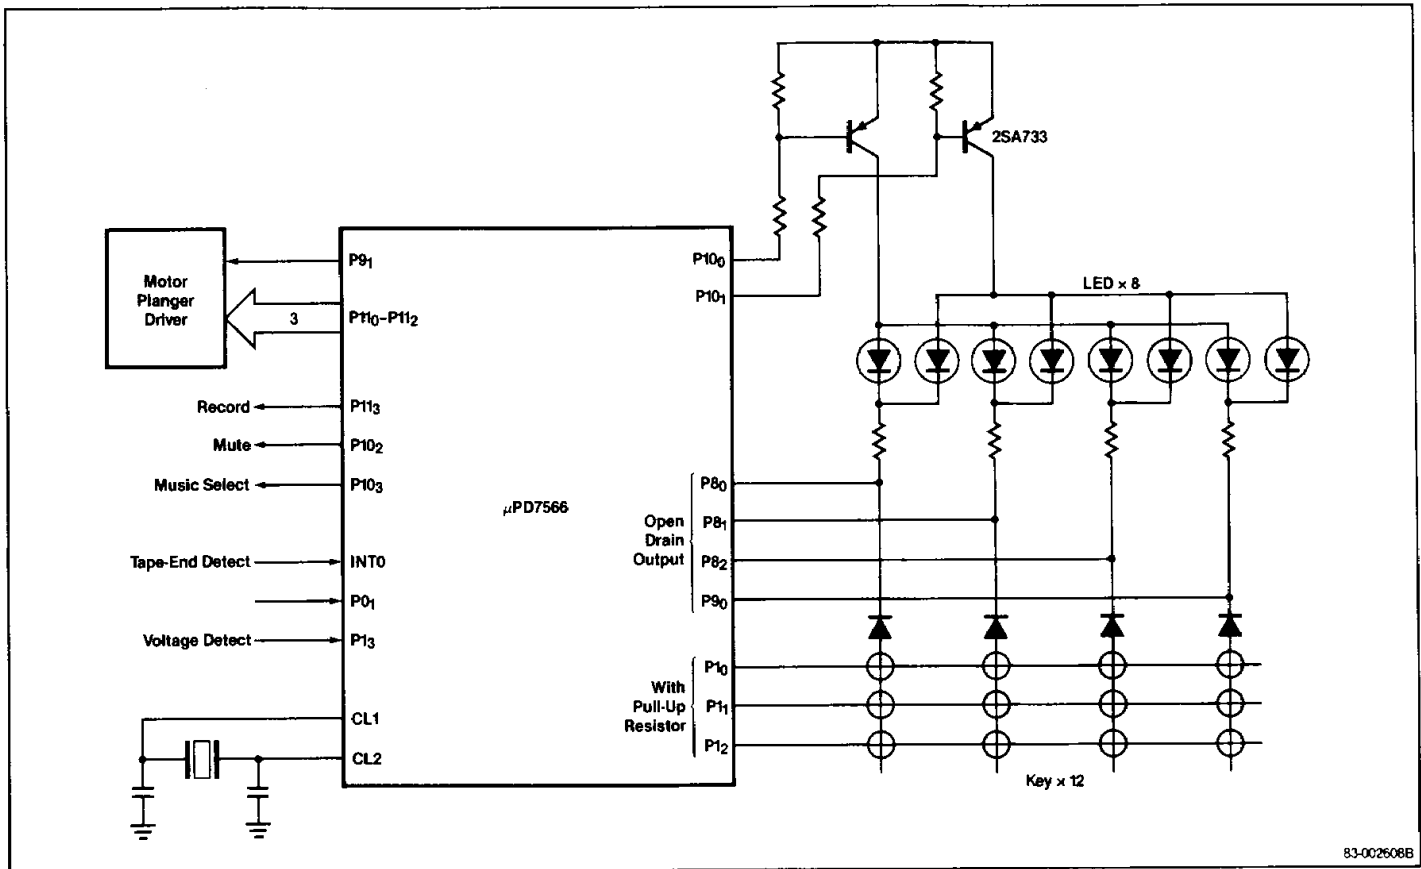 2SA733
Motor
Planger
Driver
P9₁
3
P11₀–P11₂
Record
P11₃
Mute
P10₂
Music Select
P10₃
Tape-End Detect
INT0
P0₁
Voltage Detect
P1₃
CL1
CL2
μPD7566
P10₀
P10₁
LED × 8
Open
Drain
Output
P8₀
P8₁
P8₂
P9₀
With
Pull-Up
Resistor
P1₀
P1₁
P1₂
Key × 12
83-002608B